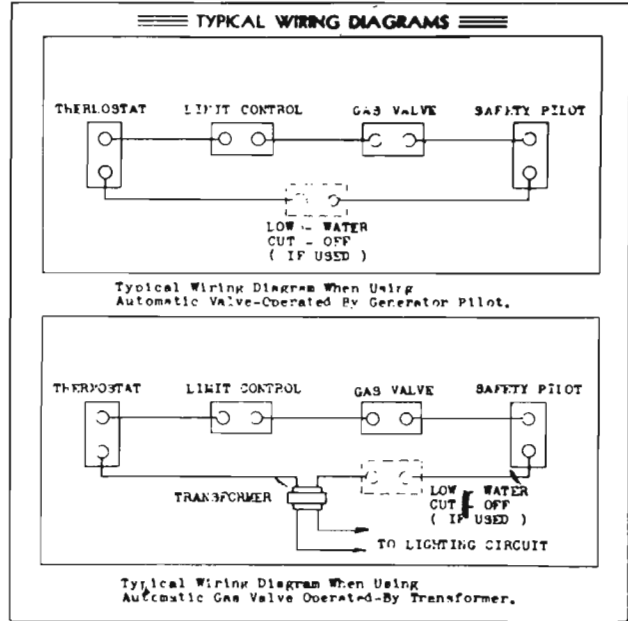 TYPICAL WIRING DIAGRAMS
THERLOSTAT LIMIT CONTROL GAS VALVE SAFETY PILOT
LOW - WATER
CUT - OFF
( IF USED )
Typical Wiring Diagram When Using
Automatic Valve-Operated By Generator Pilot.
THERMOSTAT LIMIT CONTROL GAS VALVE SAFETY PILOT
TRANSFORMER
LOW - WATER
CUT - OFF
( IF USED )
TO LIGHTING CIRCUIT
Typical Wiring Diagram When Using
Automatic Gas Valve Operated-By Transformer.